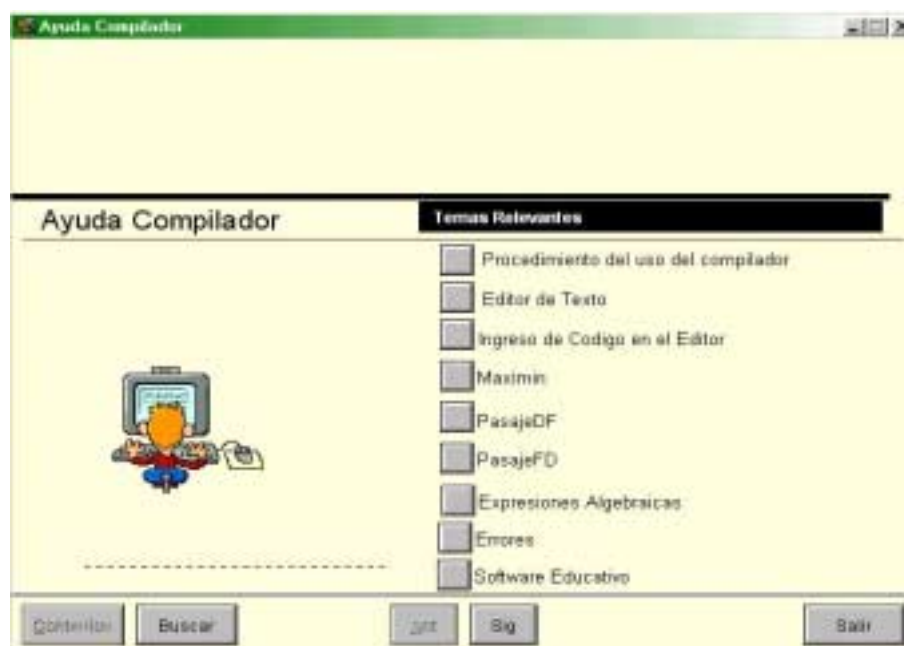 Ayuda Compilador
Ayuda Compilador
Temas Relevantes
Procedimiento del uso del compilador
Editor de Texto
Ingreso de Codigo en el Editor
Maximin
PasajeDF
PasajeFD
Expresiones Algebraicas
Errores
Software Educativo
Contenidos Buscar Ant Sig Salir